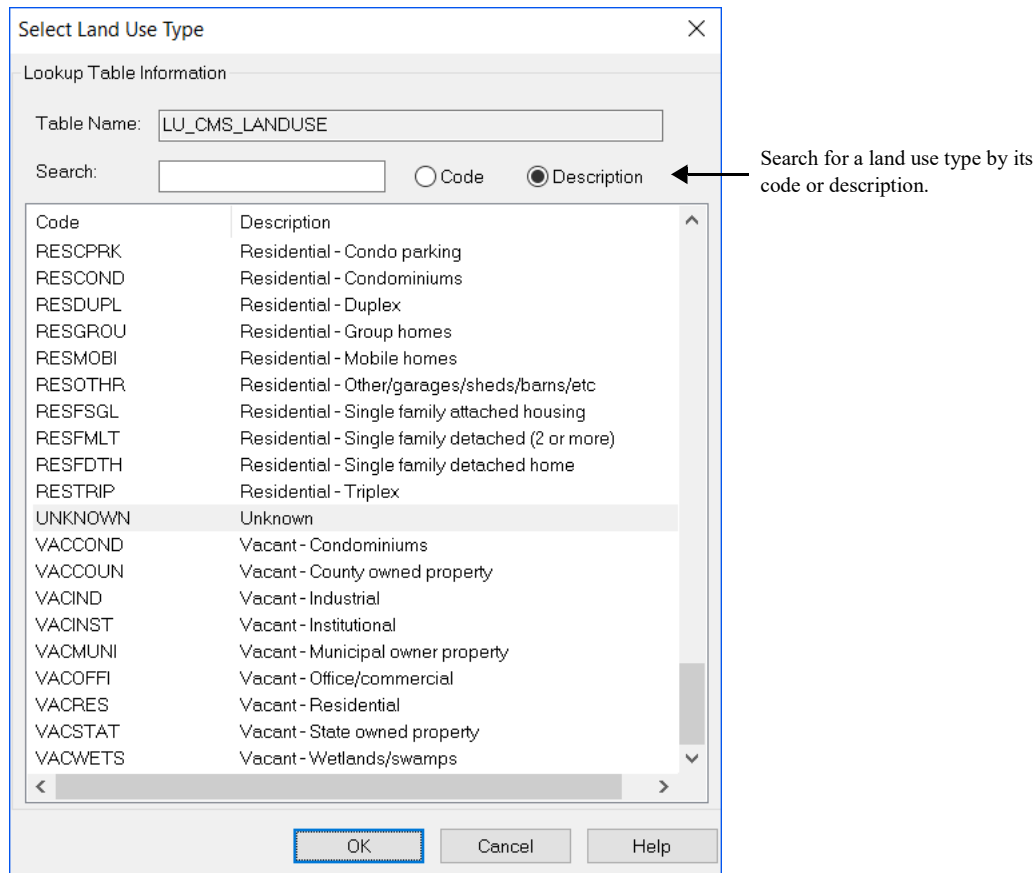 Select Land Use Type
Lookup Table Information
Table Name: LU_CMS_LANDUSE
Search: Code Description
Search for a land use type by its
code or description.
Code Description
RESCPRK Residential - Condo parking
RESCOND Residential - Condominiums
RESDUPL Residential - Duplex
RESGROU Residential - Group homes
RESMOBI Residential - Mobile homes
RESOTHR Residential - Other/garages/sheds/barns/etc
RESFSGL Residential - Single family attached housing
RESFMLT Residential - Single family detached (2 or more)
RESFDTH Residential - Single family detached home
RESTRIP Residential - Triplex
UNKNOWN Unknown
VACCOND Vacant - Condominiums
VACCOUN Vacant - County owned property
VACIND Vacant - Industrial
VACINST Vacant - Institutional
VACMUNI Vacant - Municipal owner property
VACOFFI Vacant - Office/commercial
VACRES Vacant - Residential
VACSTAT Vacant - State owned property
VACWETS Vacant - Wetlands/swamps
OK Cancel Help